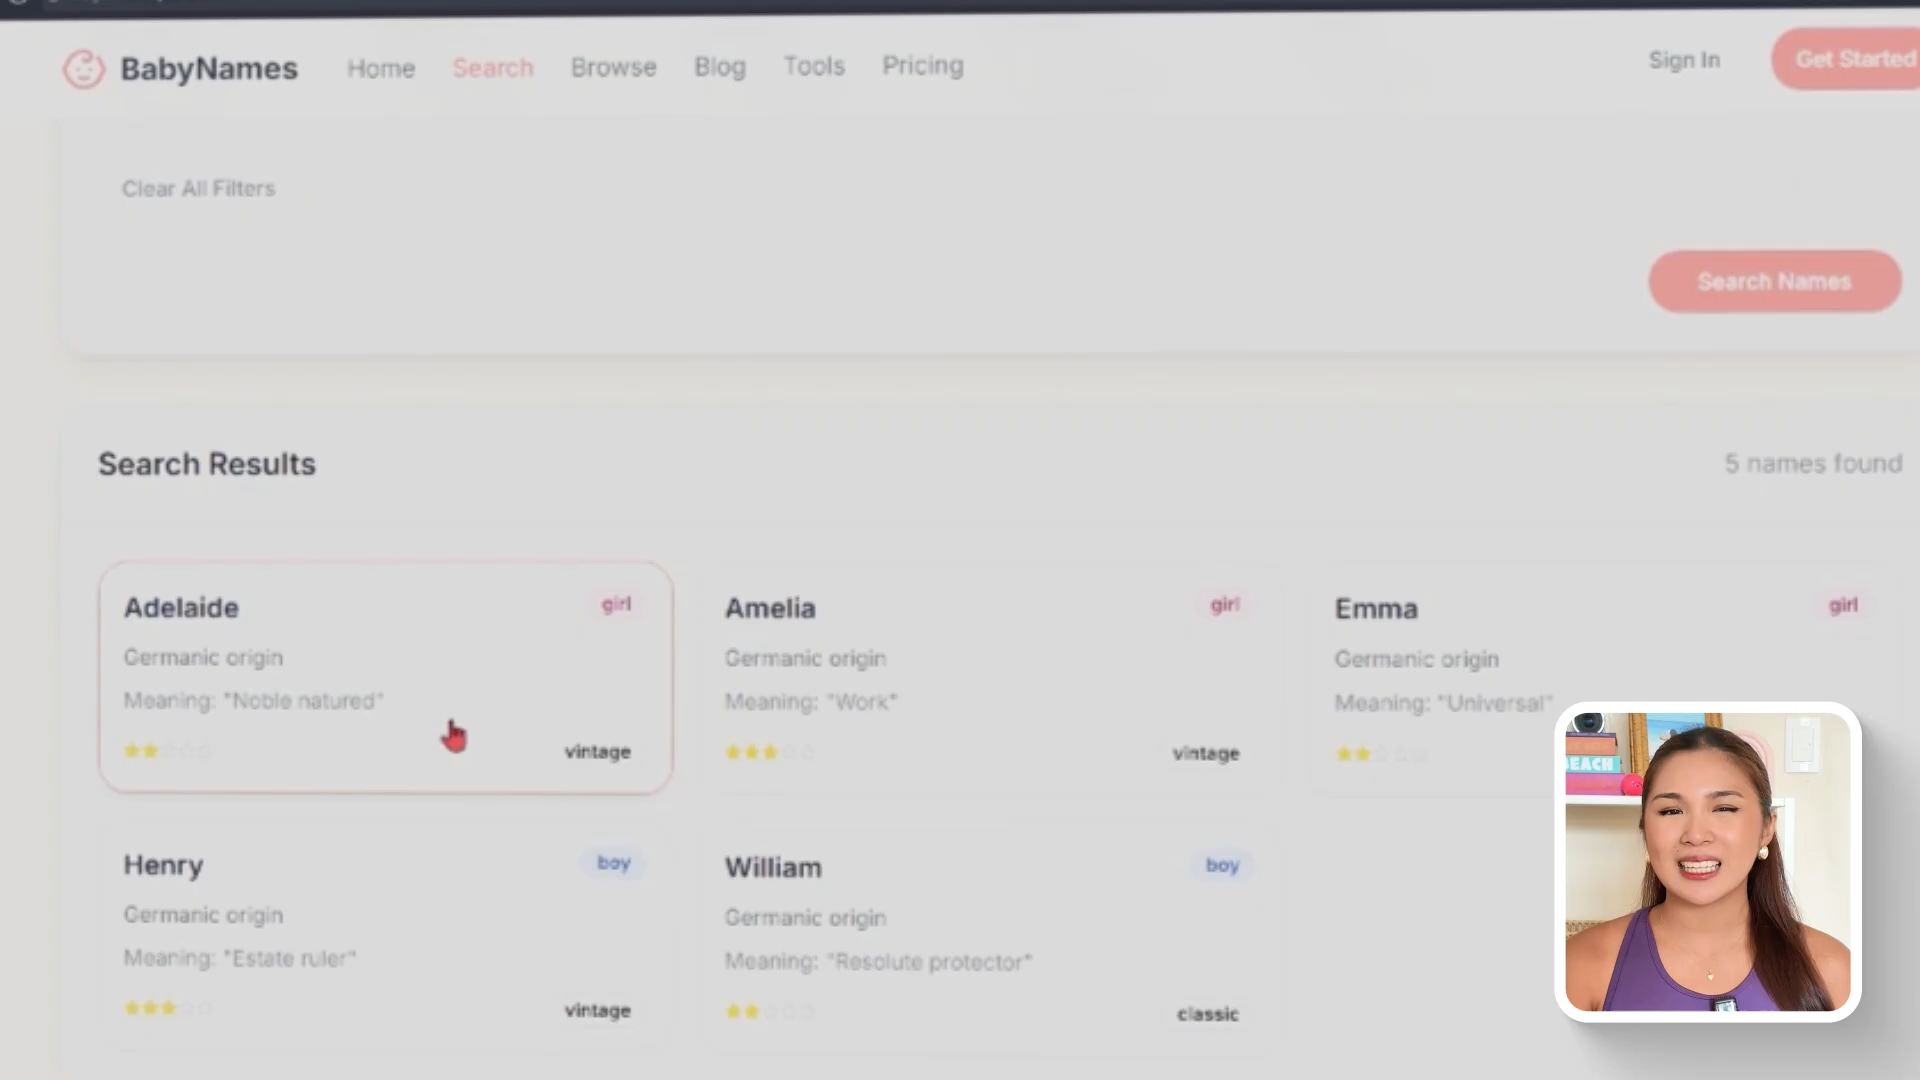 BabyNames Home Search Browse Blog Tools Pricing Sign In Get Started
Clear All Filters
Search Names
Search Results 5 names found
Adelaide girl
Germanic origin
Meaning: "Noble natured"
vintage
Amelia girl
Germanic origin
Meaning: "Work"
vintage
Emma girl
Germanic origin
Meaning: "Universal"
Henry boy
Germanic origin
Meaning: "Estate ruler"
vintage
William boy
Germanic origin
Meaning: "Resolute protector"
classic
BEACH